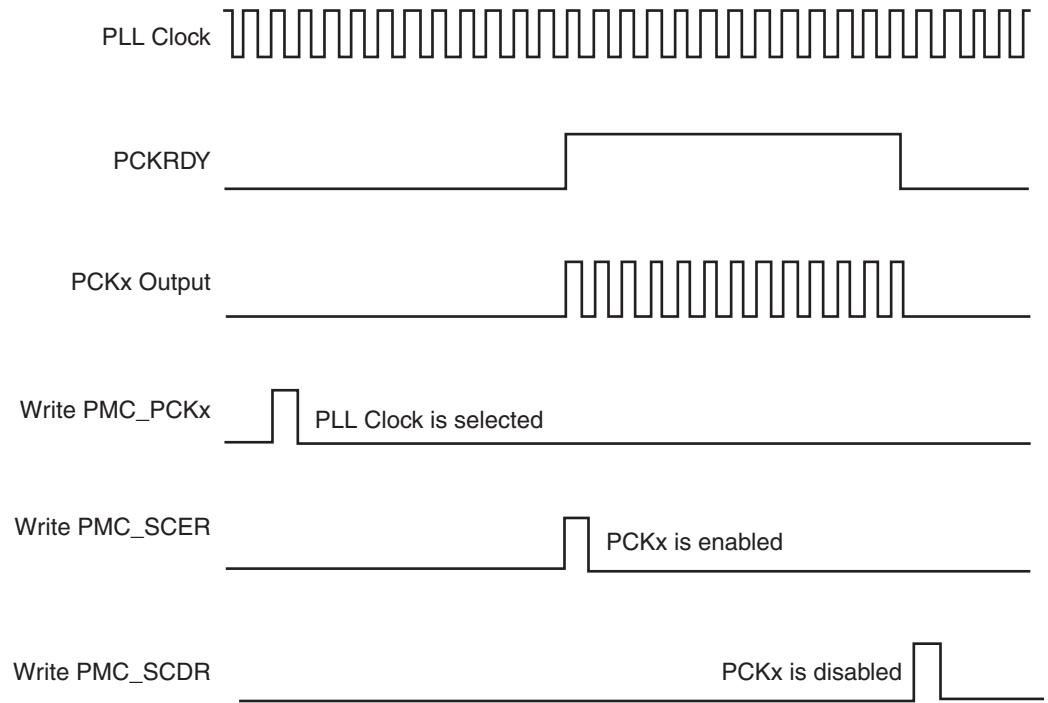 PLL Clock
PCKRDY
PCKx Output
Write PMC_PCKx
PLL Clock is selected
Write PMC_SCER
PCKx is enabled
Write PMC_SCDR
PCKx is disabled